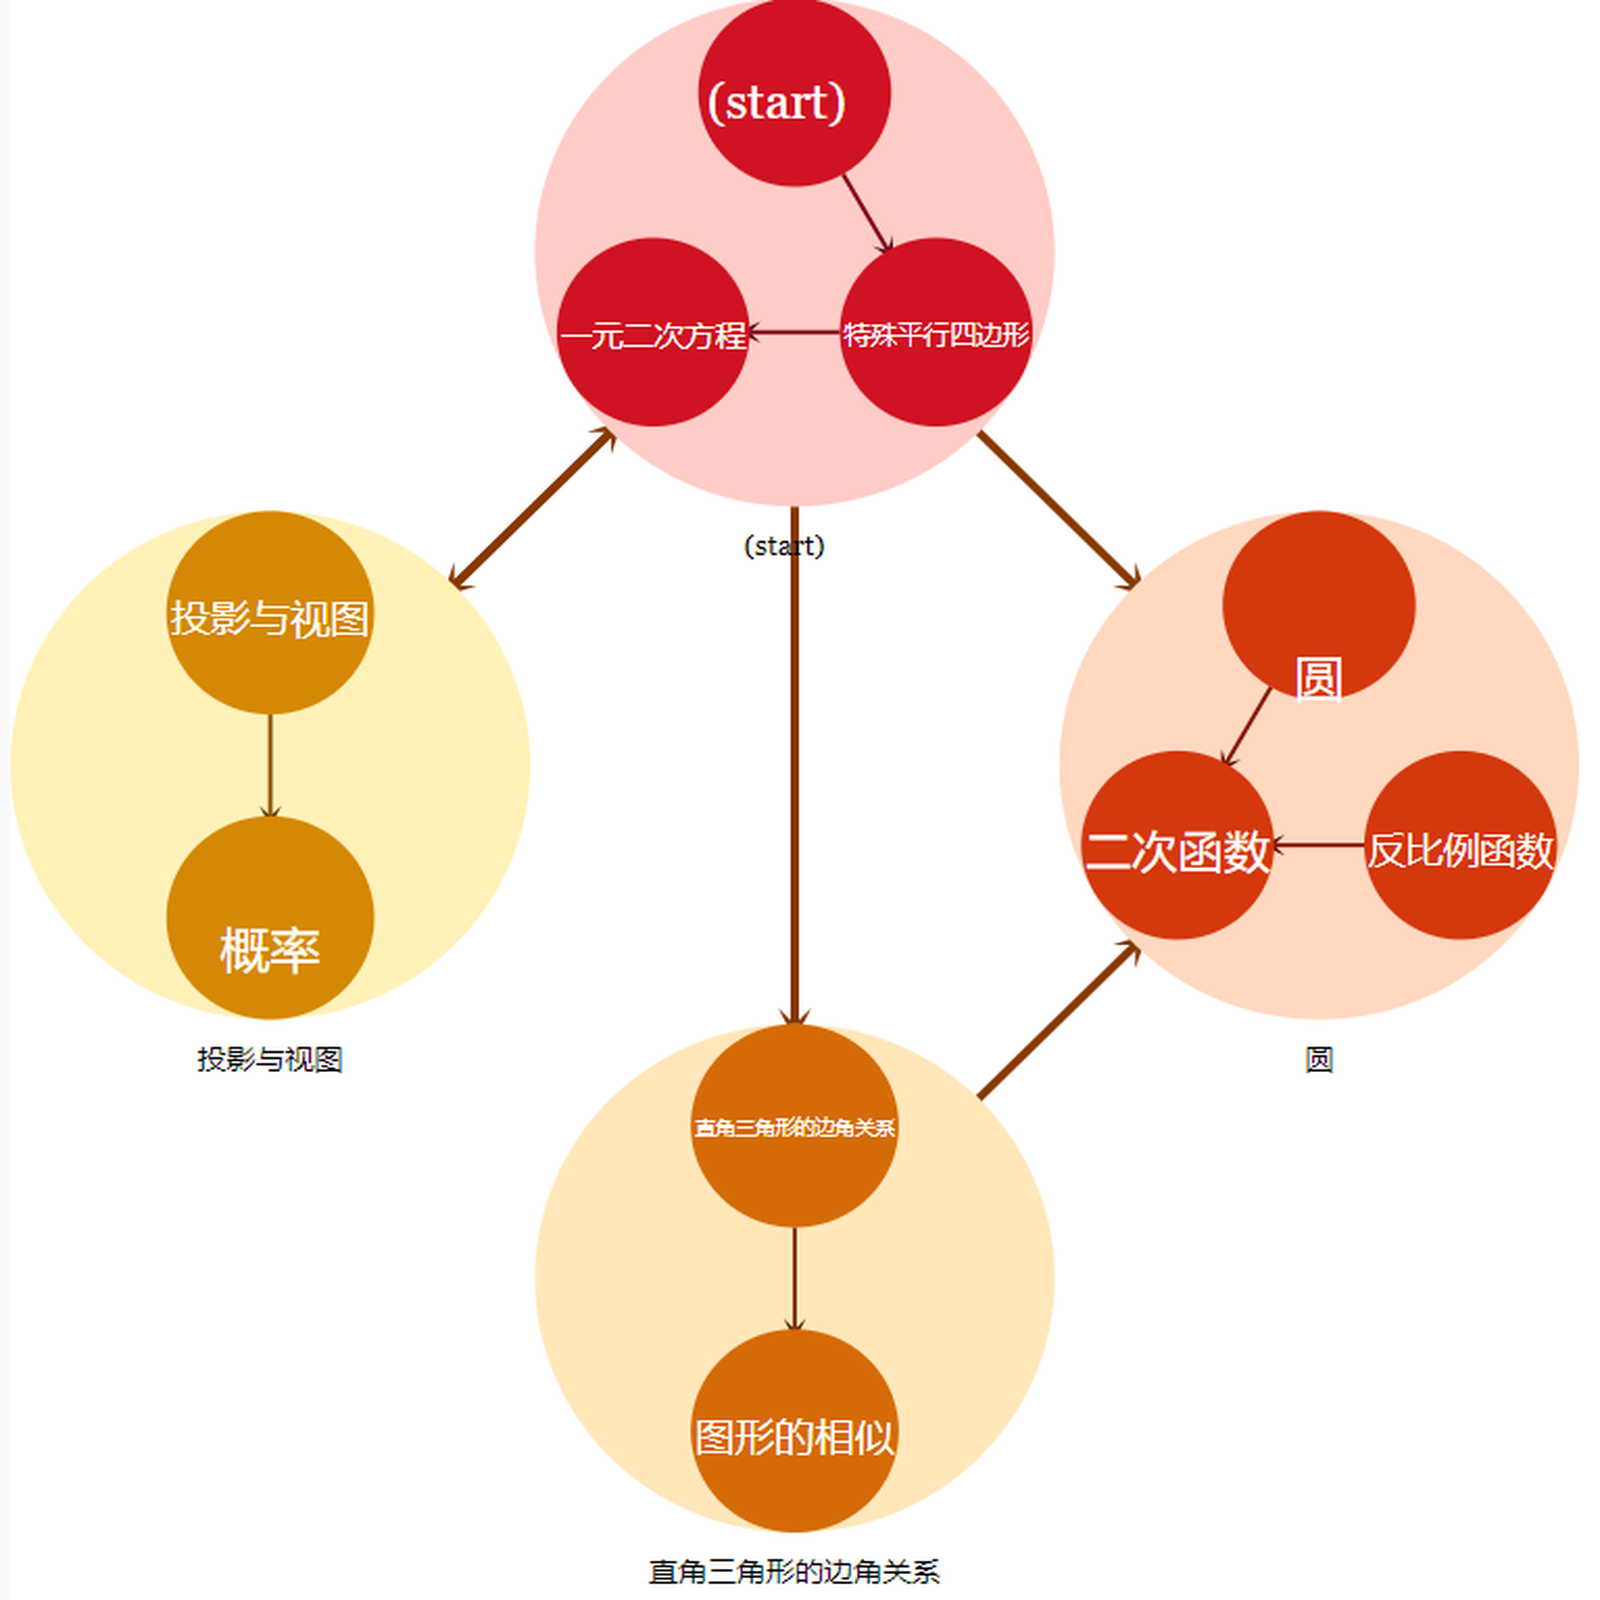 (start)
一元二次方程
特殊平行四边形
(start)
投影与视图
概率
投影与视图
圆
二次函数
反比例函数
圆
直角三角形的边角关系
图形的相似
直角三角形的边角关系